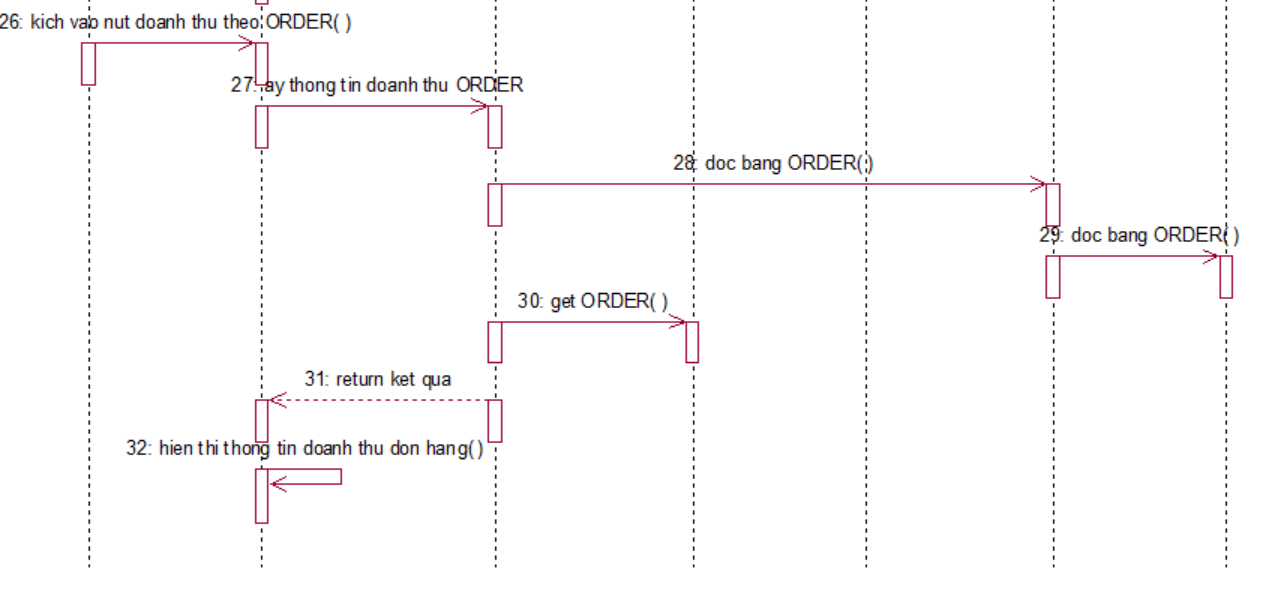 26: kich vao nut doanh thu theo ORDER( )
27: ay thong tin doanh thu ORDER
28: doc bang ORDER( )
29: doc bang ORDER( )
30: get ORDER( )
31: return ket qua
32: hien thi thong tin doanh thu don hang( )